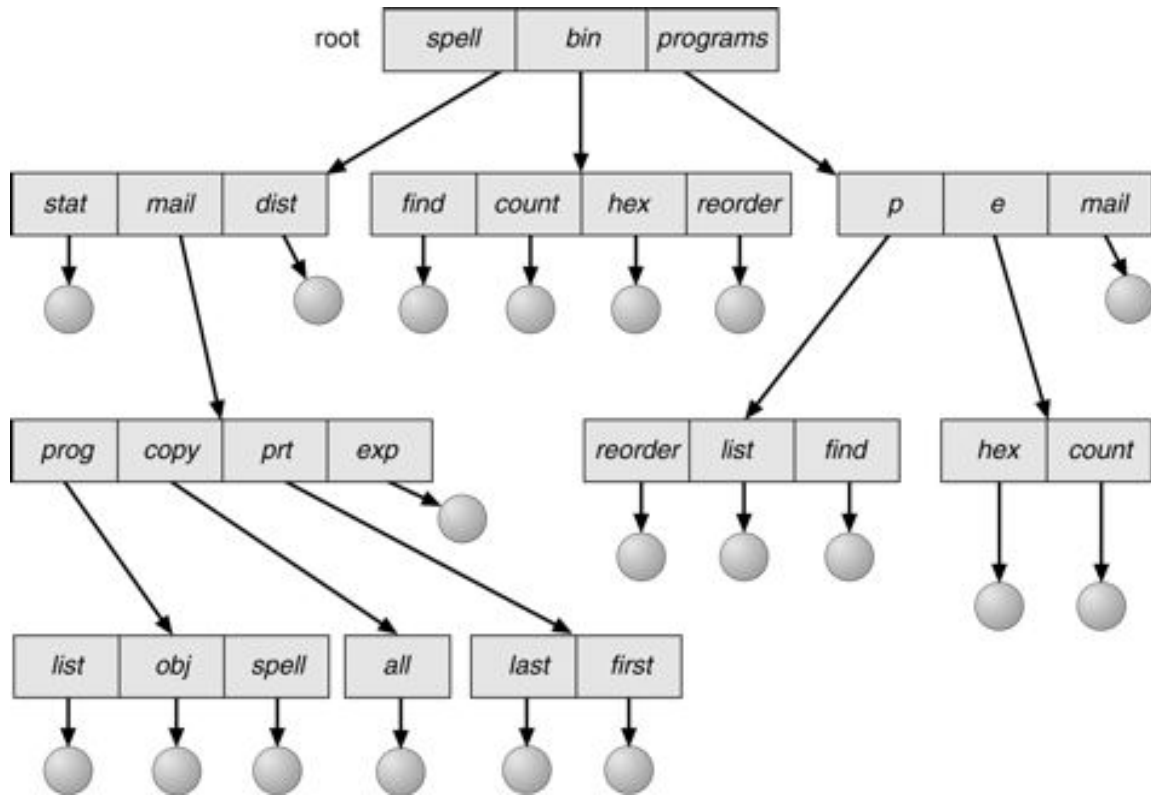 root spell bin programs
stat mail dist find count hex reorder p e mail
prog copy prt exp reorder list find hex count
list obj spell all last first